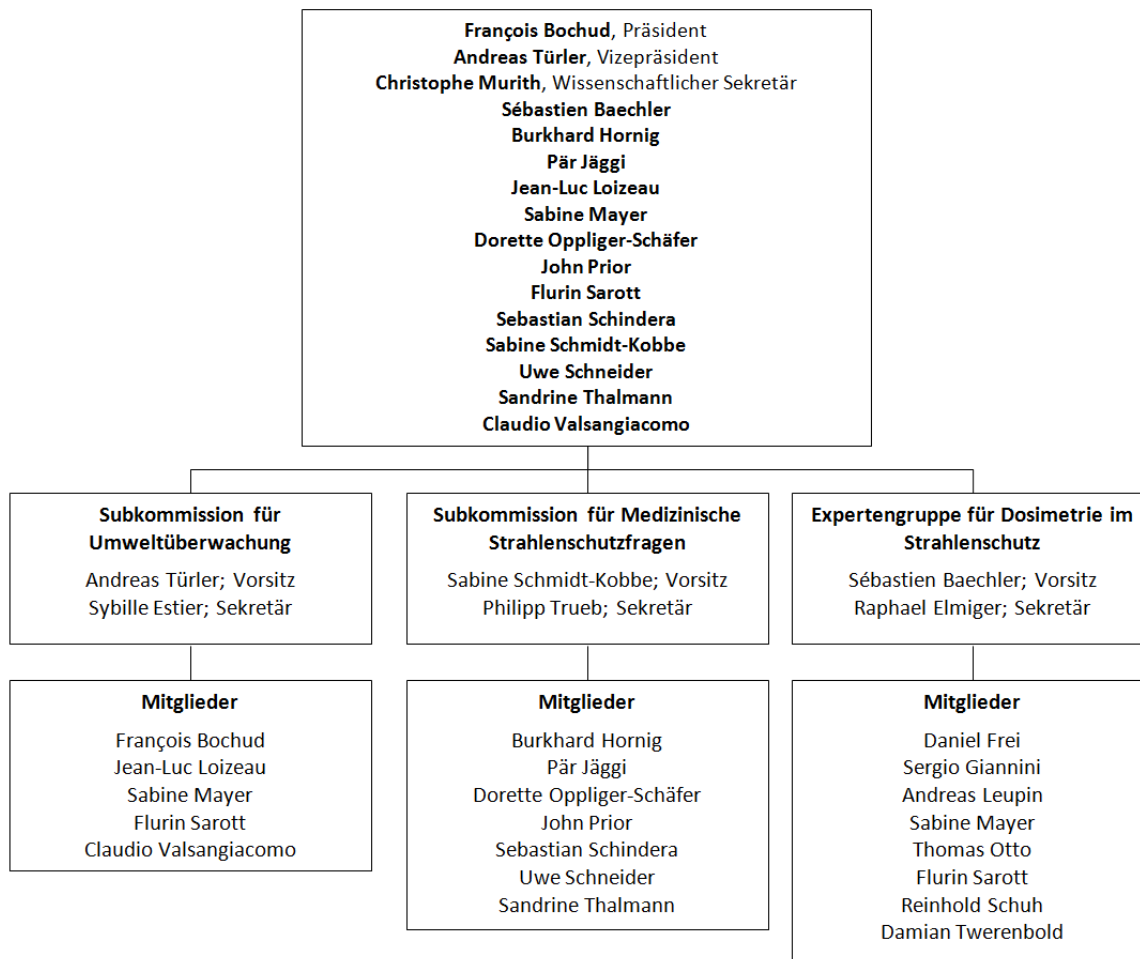 François Bochud, Präsident
Andreas Türler, Vizepräsident
Christophe Murith, Wissenschaftlicher Sekretär
Sébastien Baechler
Burkhard Hornig
Pär Jäggi
Jean-Luc Loizeau
Sabine Mayer
Dorette Oppliger-Schäfer
John Prior
Flurin Sarott
Sebastian Schindera
Sabine Schmidt-Kobbe
Uwe Schneider
Sandrine Thalmann
Claudio Valsangiacomo
Subkommission für
Umweltüberwachung
Andreas Türler; Vorsitz
Sybille Estier; Sekretär
Subkommission für Medizinische
Strahlenschutzfragen
Sabine Schmidt-Kobbe; Vorsitz
Philipp Trueb; Sekretär
Expertengruppe für Dosimetrie im
Strahlenschutz
Sébastien Baechler; Vorsitz
Raphael Elmiger; Sekretär
Mitglieder
François Bochud
Jean-Luc Loizeau
Sabine Mayer
Flurin Sarott
Claudio Valsangiacomo
Mitglieder
Burkhard Hornig
Pär Jäggi
Dorette Oppliger-Schäfer
John Prior
Sebastian Schindera
Uwe Schneider
Sandrine Thalmann
Mitglieder
Daniel Frei
Sergio Giannini
Andreas Leupin
Sabine Mayer
Thomas Otto
Flurin Sarott
Reinhold Schuh
Damian Twerenbold